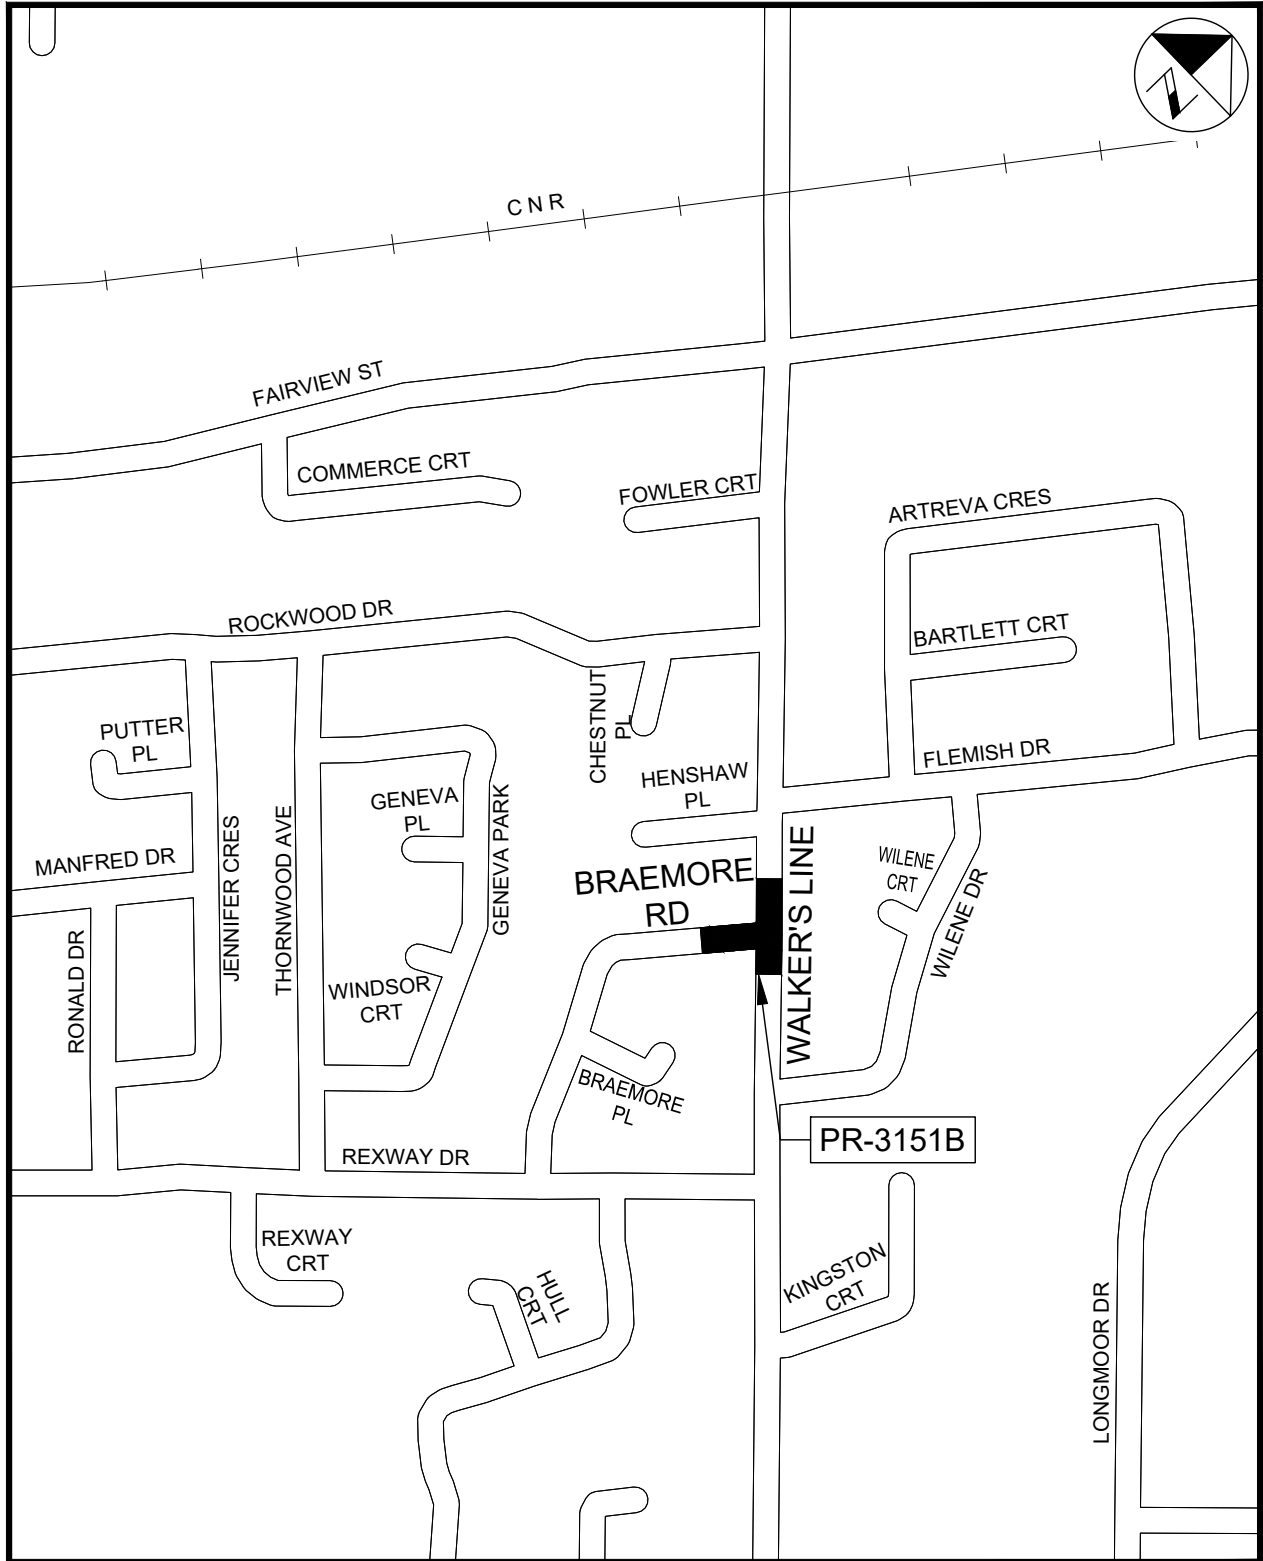 N
C N R
FAIRVIEW ST
COMMERCE CRT
FOWLER CRT
ARTREVA CRES
ROCKWOOD DR
BARTLETT CRT
CHESTNUT
PL
PUTTER
PL
FLEMISH DR
HENSHAW
PL
GENEVA
PL
GENEVA PARK
MANFRED DR
JENNIFER CRES
THORNWOOD AVE
BRAEMORE
RD
WALKER'S LINE
WILENE
CRT
WILENE DR
RONALD DR
WINDSOR
CRT
BRAEMORE
PL
PR-3151B
REXWAY DR
REXWAY
CRT
HULL
CRT
KINGSTON
CRT
LONGMOOR DR